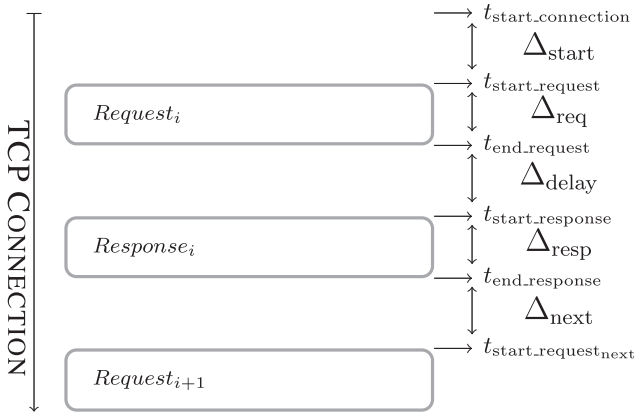 t_start_connection
Δ_start
t_start_request
Request_i
Δ_req
t_end_request
Δ_delay
t_start_response
Response_i
Δ_resp
t_end_response
Δ_next
t_start_request_next
Request_i+1
TCP CONNECTION